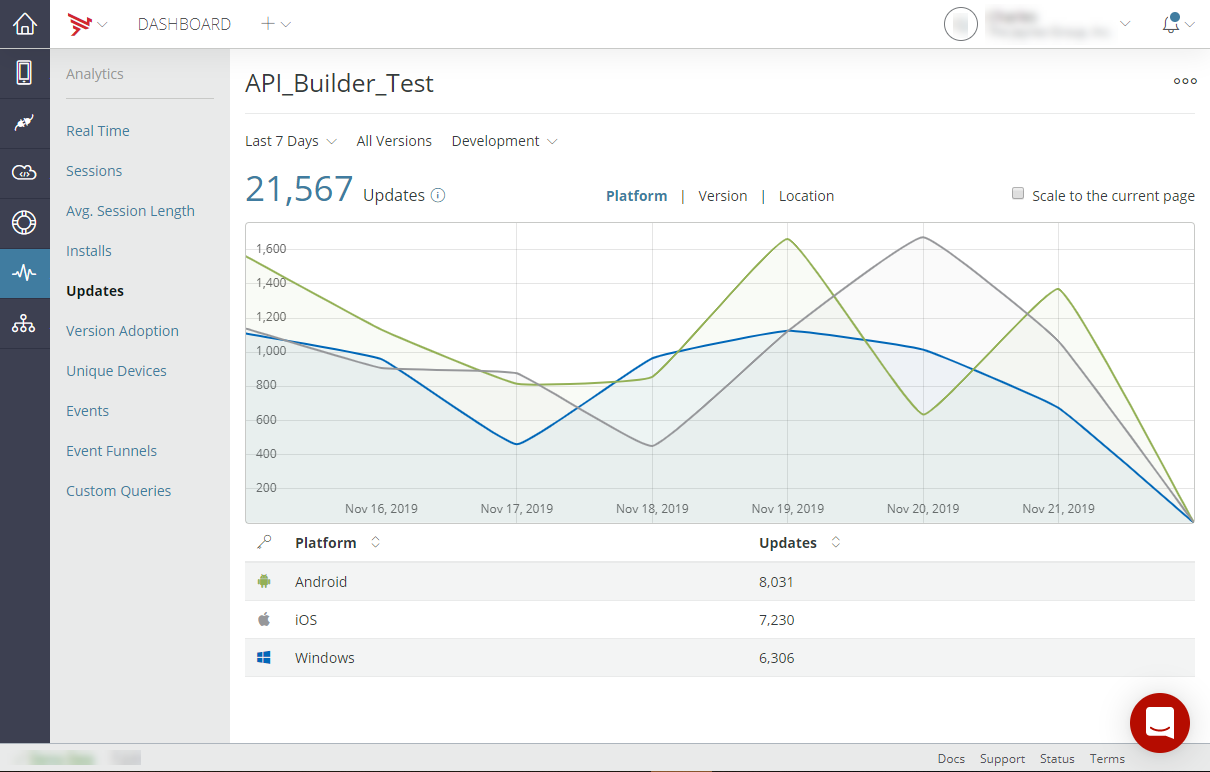 DASHBOARD
Analytics
Real Time
Sessions
Avg. Session Length
Installs
Updates
Version Adoption
Unique Devices
Events
Event Funnels
Custom Queries
API_Builder_Test
Last 7 Days All Versions Development
21,567 Updates
Platform | Version | Location
Scale to the current page
1,600
1,400
1,200
1,000
800
600
400
200
Nov 16, 2019 Nov 17, 2019 Nov 18, 2019 Nov 19, 2019 Nov 20, 2019 Nov 21, 2019
Platform Updates
Android 8,031
iOS 7,230
Windows 6,306
Docs Support Status Terms